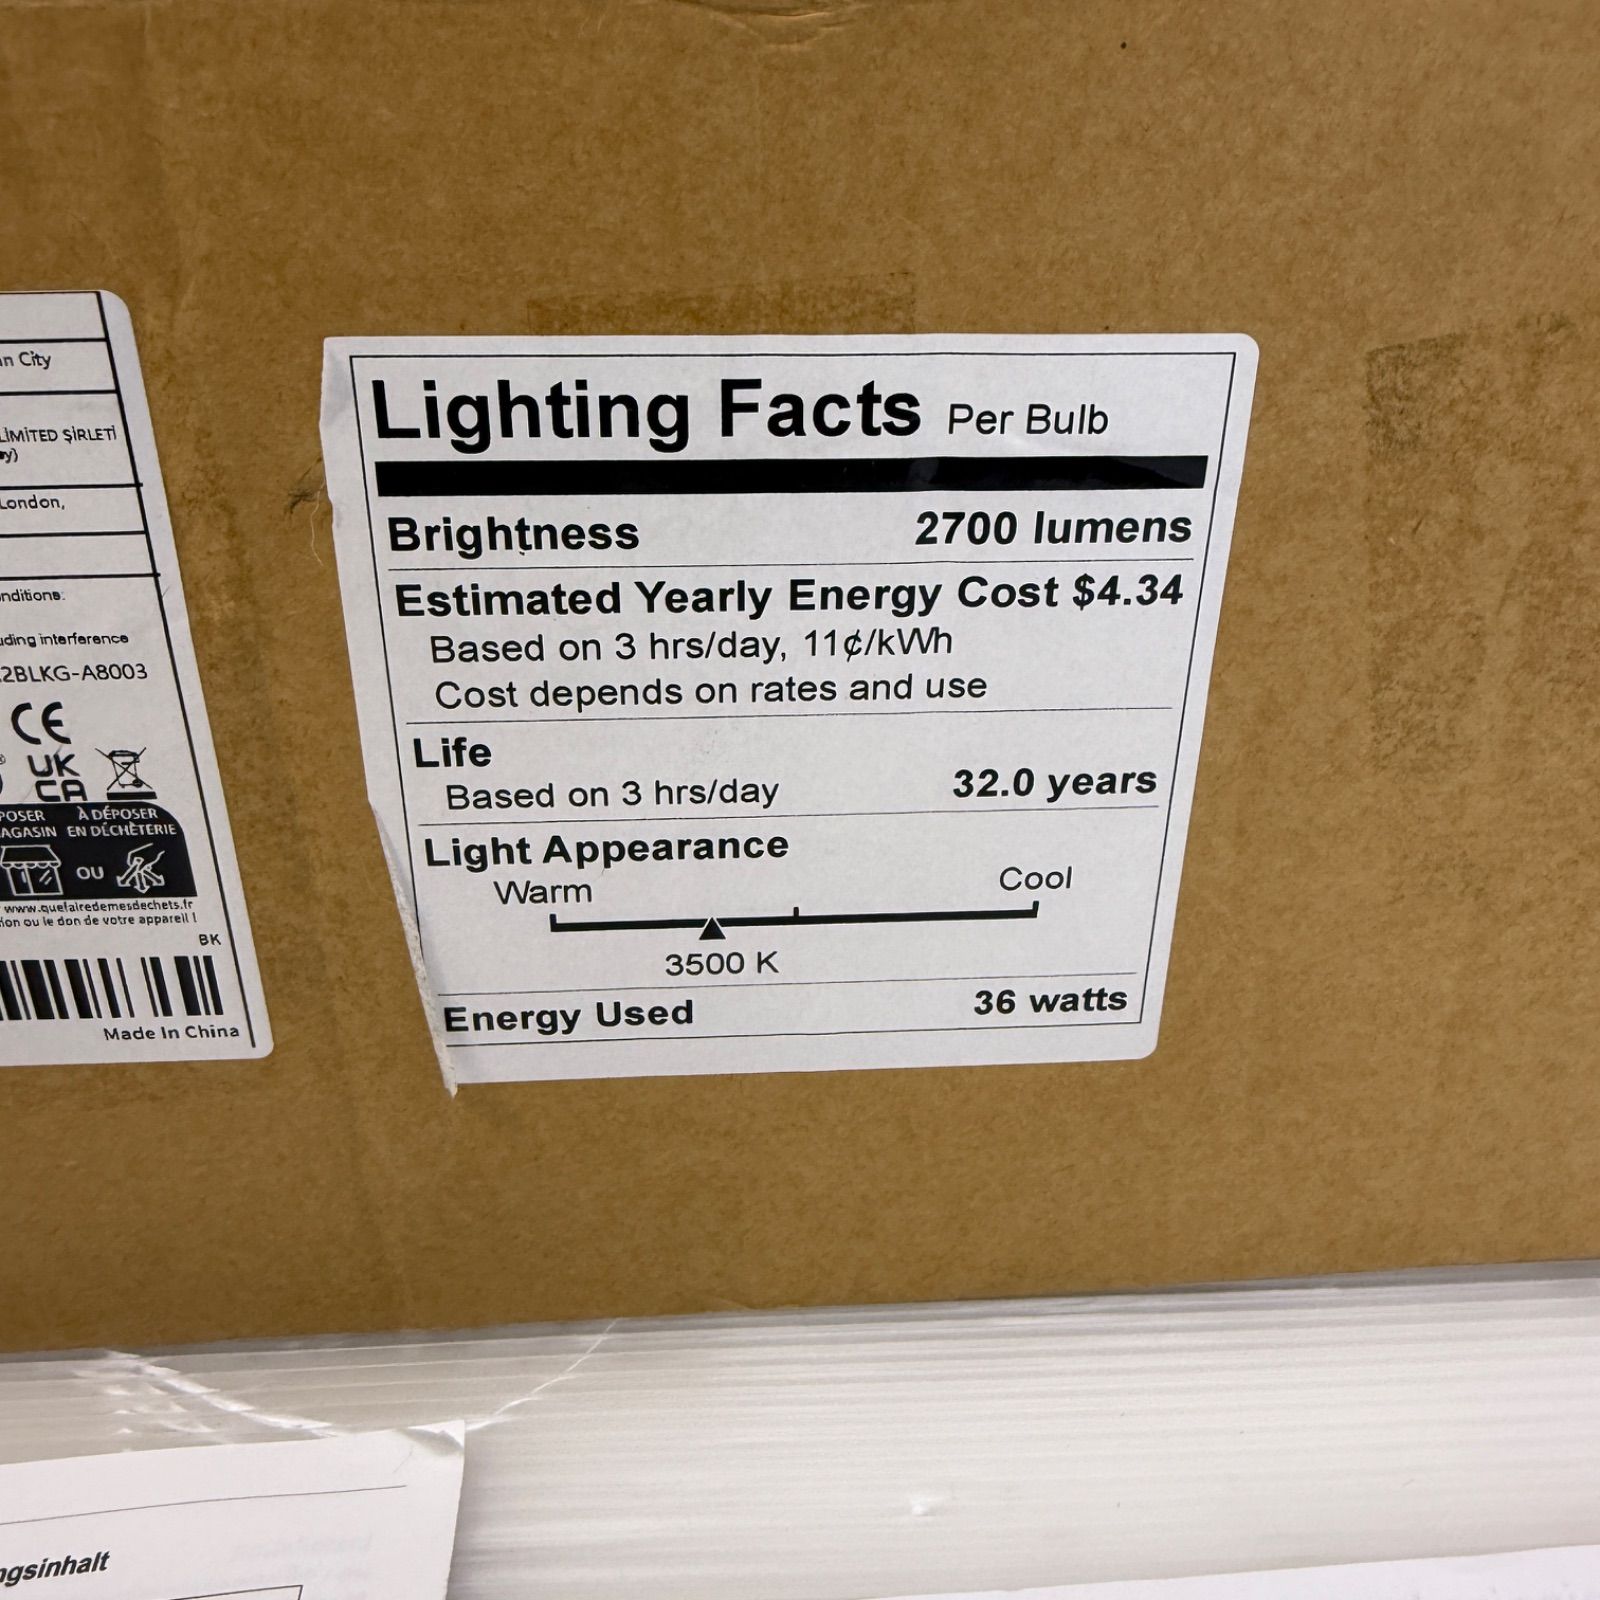 n City
LİMİTED ŞİRLETİ
London,
nditions:
uding interference
2BLKG-A8003
CE
UK
CA
POSER À DÉPOSER
AGASIN EN DÉCHÈTERIE
OU
www.quefairedemesdechets.fr
ion ou le don de votre appareil !
BK
Made In China
Lighting Facts Per Bulb
Brightness 2700 lumens
Estimated Yearly Energy Cost $4.34
Based on 3 hrs/day, 11¢/kWh
Cost depends on rates and use
Life
Based on 3 hrs/day 32.0 years
Light Appearance
Warm Cool
3500 K
Energy Used 36 watts
ngsinhalt